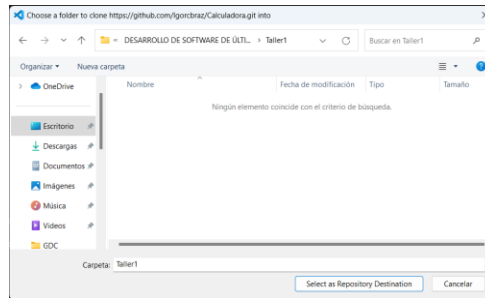 Choose a folder to clone https://github.com/Igorcbraz/Calculadora.git into
« DESARROLLO DE SOFTWARE DE ÚLTI... > Taller1
Buscar en Taller1
Organizar
Nueva carpeta
OneDrive
Escritorio
Descargas
Documentos
Imágenes
Música
Videos
GDC
Nombre
Fecha de modificación
Tipo
Tamaño
Ningún elemento coincide con el criterio de búsqueda.
Carpeta: Taller1
Select as Repository Destination
Cancelar